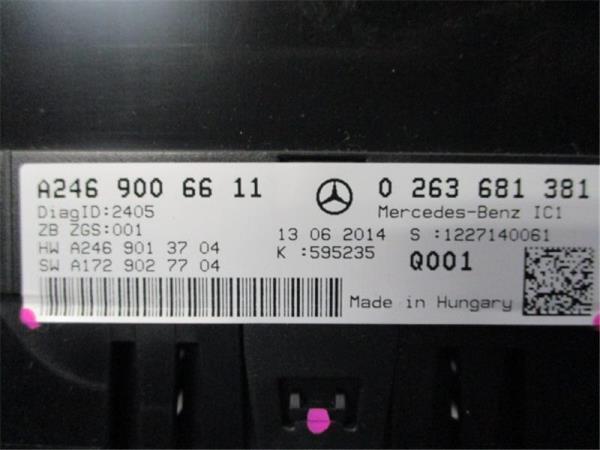 A246 900 66 11
0 263 681 381
DiagID:2405
Mercedes-Benz IC1
ZB ZGS:001
13 06 2014 S :1227140061
HW A246 901 37 04
K :595235
Q001
SW A172 902 77 04
Made in Hungary